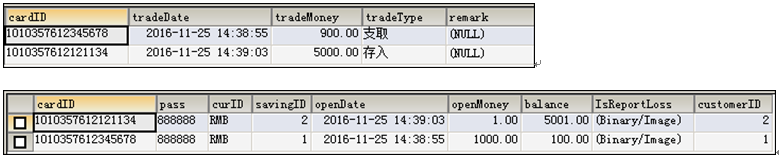 cardID tradeDate tradeMoney tradeType remark
1010357612345678 2016-11-25 14:38:55 900.00 支取 (NULL)
1010357612121134 2016-11-25 14:39:03 5000.00 存入 (NULL)
cardID pass curID savingID openDate openMoney balance IsReportLoss customerID
1010357612121134 888888 RMB 2 2016-11-25 14:39:03 1.00 5001.00 (Binary/Image) 2
1010357612345678 888888 RMB 1 2016-11-25 14:38:55 1000.00 100.00 (Binary/Image) 1